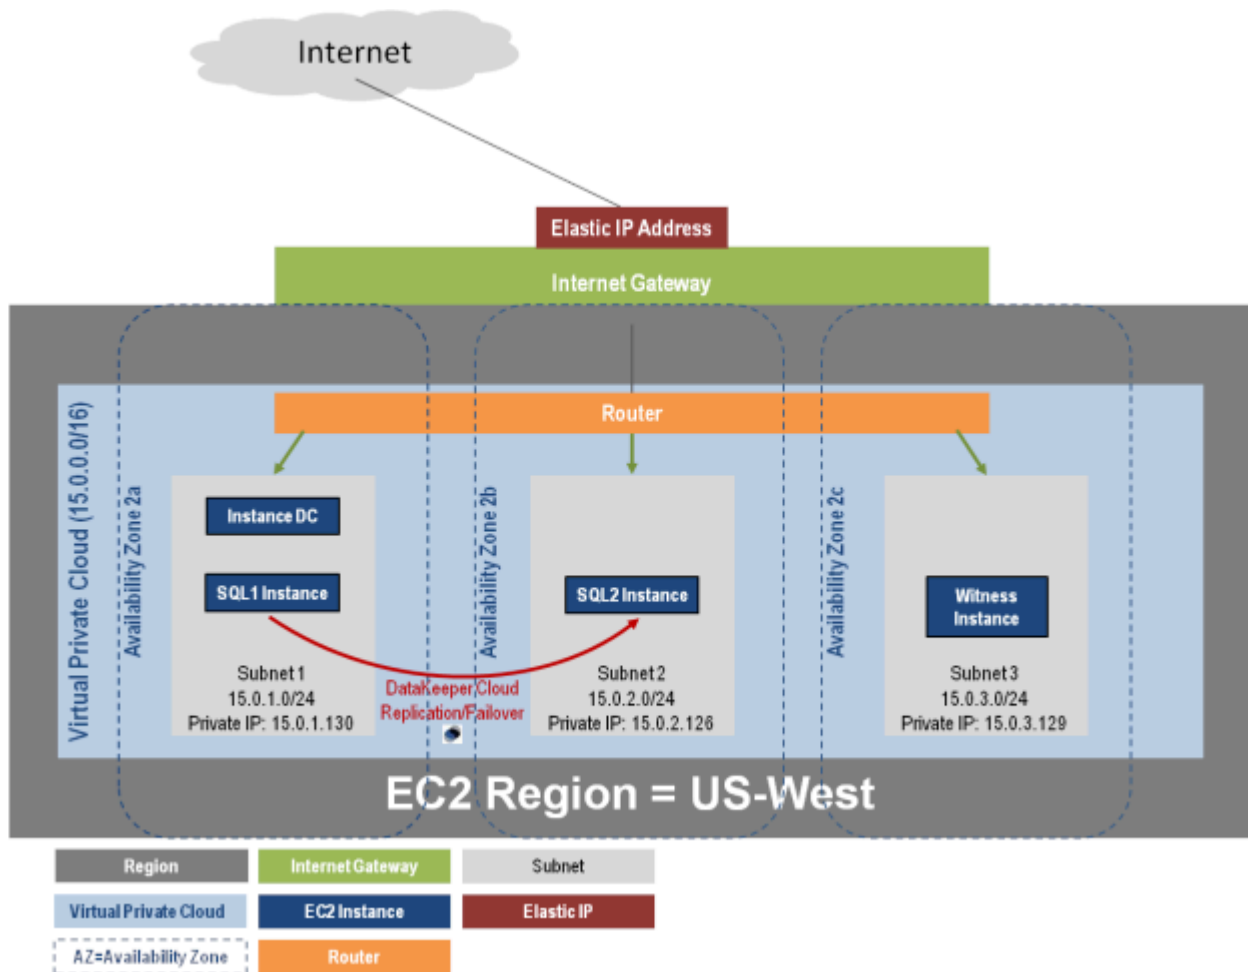 Internet
Elastic IP Address
Internet Gateway
Router
Virtual Private Cloud (15.0.0.0/16)
Availability Zone 2a
Instance DC
SQL1 Instance
Subnet 1
15.0.1.0/24
Private IP: 15.0.1.130
DataKeeper Cloud
Replication/Failover
Availability Zone 2b
SQL2 Instance
Subnet 2
15.0.2.0/24
Private IP: 15.0.2.126
Availability Zone 2c
Witness
Instance
Subnet 3
15.0.3.0/24
Private IP: 15.0.3.129
EC2 Region = US-West
Region
Internet Gateway
Subnet
Virtual Private Cloud
EC2 Instance
Elastic IP
AZ=Availability Zone
Router